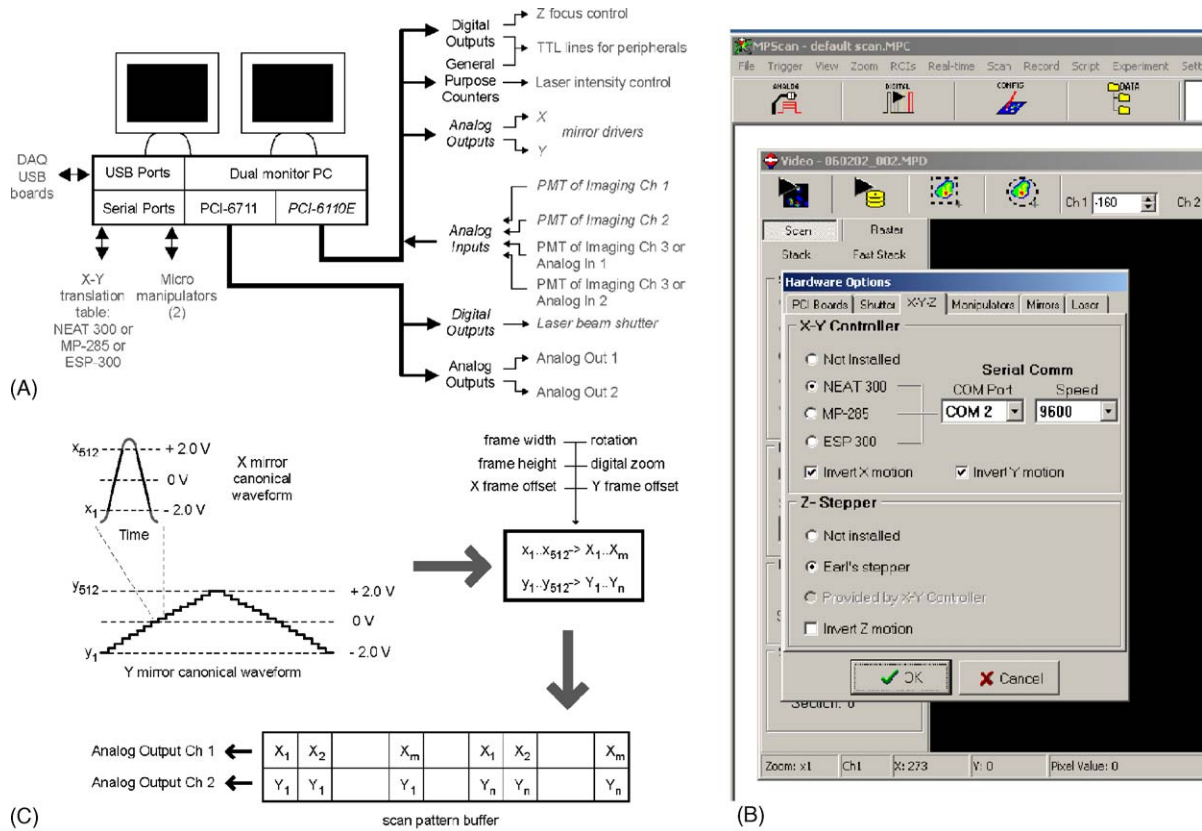 Digital
Outputs
Z focus control
TTL lines for peripherals
General
Purpose
Counters
Laser intensity control
Analog
Outputs
X
mirror drivers
Y
DAQ
USB
boards
USB Ports
Dual monitor PC
Serial Ports
PCI-6711
PCI-6110E
Analog
Inputs
PMT of Imaging Ch 1
PMT of Imaging Ch 2
PMT of Imaging Ch 3 or
Analog In 1
PMT of Imaging Ch 3 or
Analog In 2
X-Y
translation
table:
NEAT 300 or
MP-285 or
ESP-300
Micro
manipulators
(2)
Digital
Outputs
Laser beam shutter
Analog
Outputs
Analog Out 1
Analog Out 2
(A)
x512
+ 2.0 V
0 V
x1
- 2.0 V
Time
X mirror
canonical
waveform
y512
+ 2.0 V
0 V
y1
- 2.0 V
Y mirror canonical waveform
frame width
rotation
frame height
digital zoom
X frame offset
Y frame offset
x1..x512-> X1..Xm
y1..y512-> Y1..Yn
Analog Output Ch 1
X1 X2 Xm X1 X2 Xm
Analog Output Ch 2
Y1 Y1 Y1 Yn Yn Yn
scan pattern buffer
(C)
MPScan - default scan.MPC
File Trigger View Zoom ROIs Real-time Scan Record Script Experiment Sett
ANALOG
DIGITAL
CONFIG
DATA
Video - 060202_002.MPD
Ch 1 -160
Ch 2
Scan
Raster
Stack
Fast Stack
Hardware Options
PCI Boards Shutter X-Y-Z Manipulators Mirrors Laser
X-Y Controller
Not Installed
NEAT 300
MP-285
ESP 300
Serial Comm
COM Port
Speed
COM 2
9600
Invert X motion
Invert Y motion
Z- Stepper
Not installed
Earl's stepper
Provided by X-Y Controller
Invert Z motion
OK
Cancel
Section: 0
Zoom: x1
Ch1
X: 273
Y: 0
Pixel Value: 0
(B)